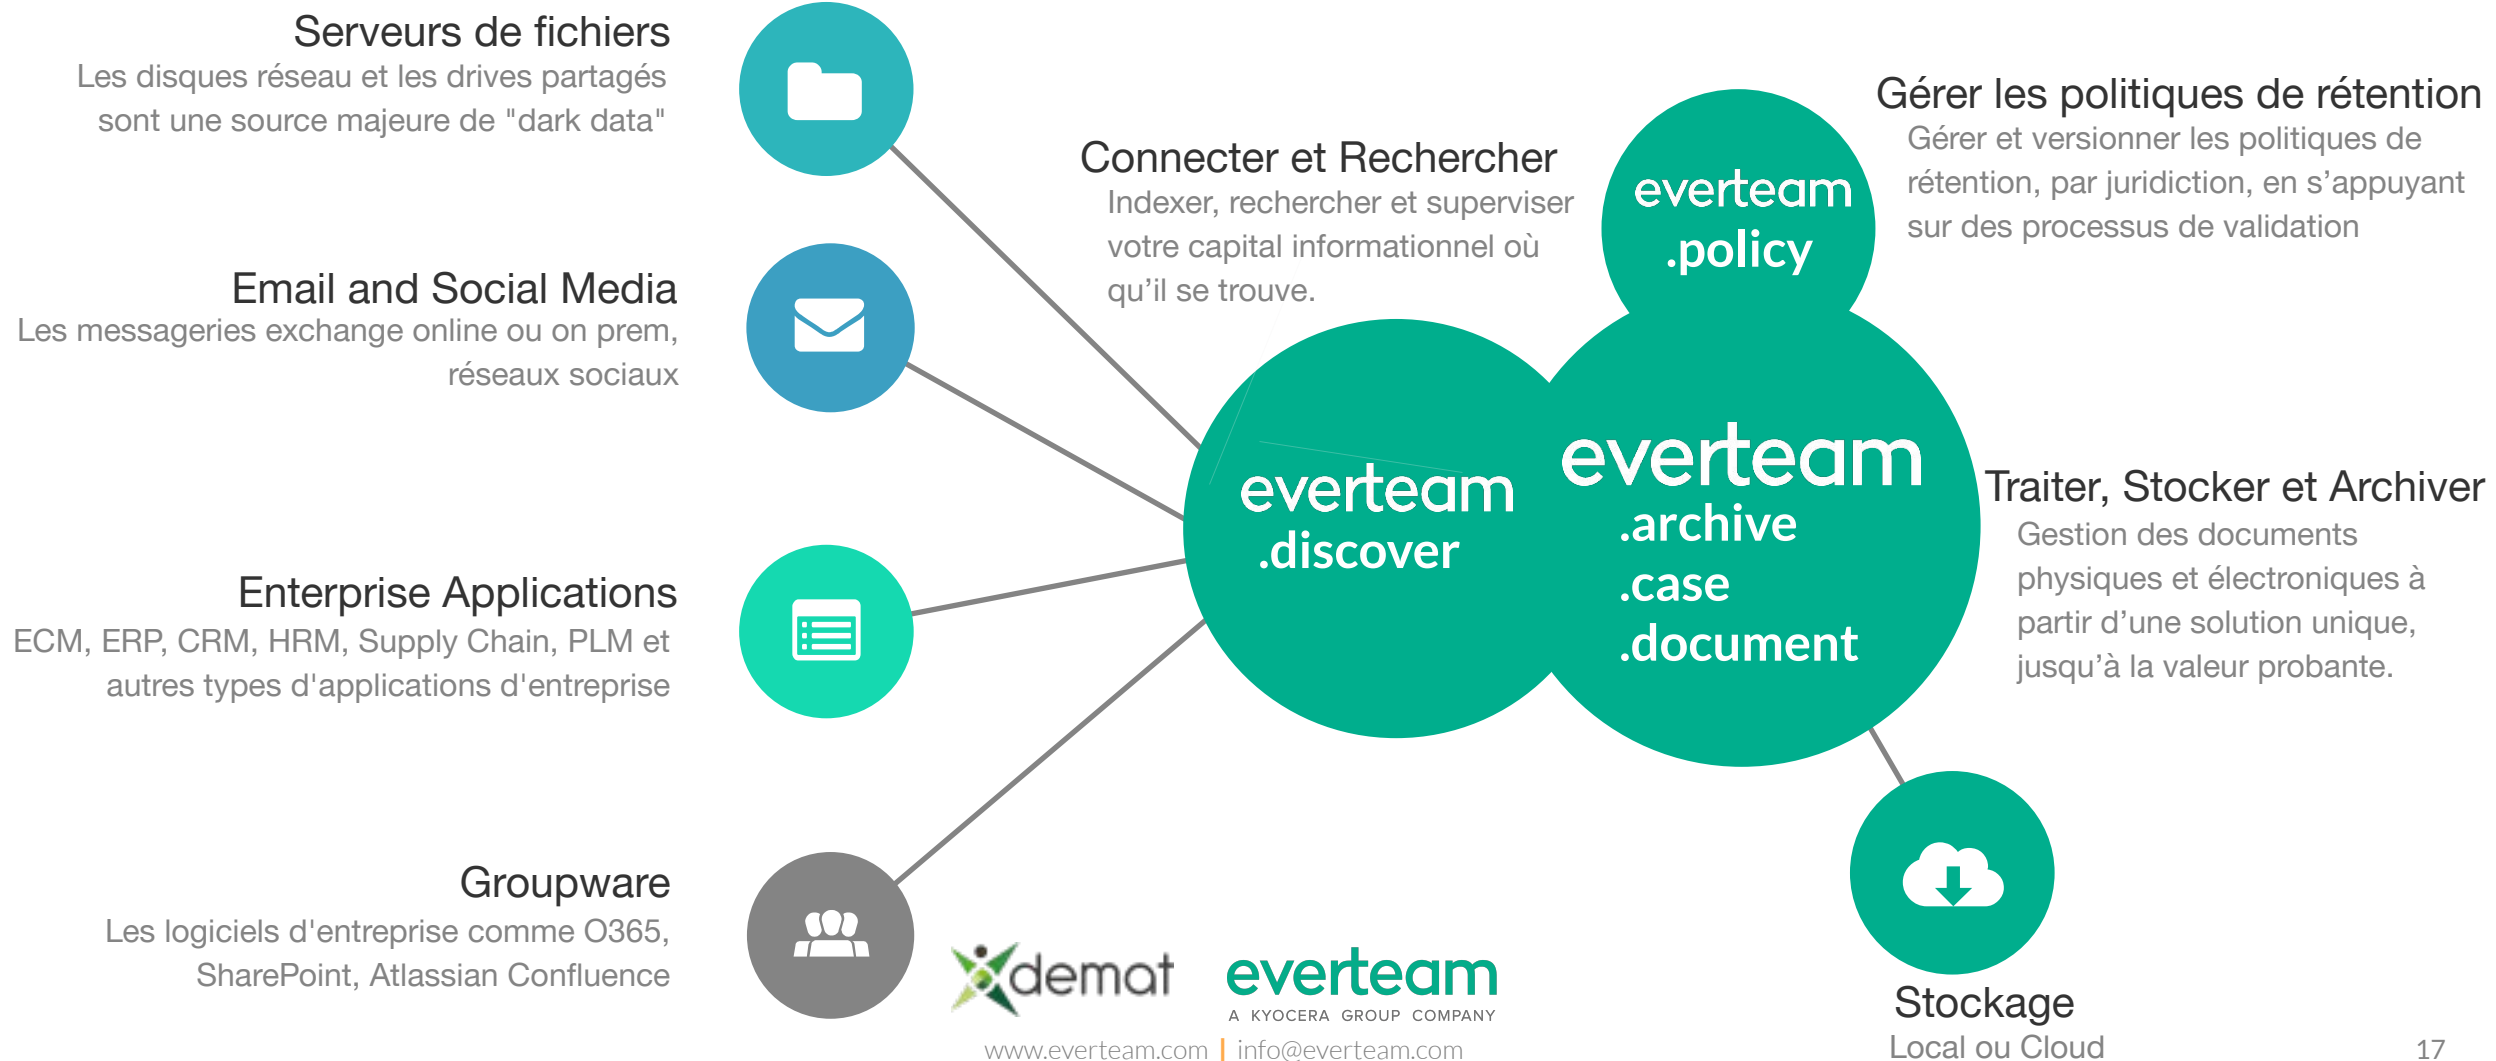 Serveurs de fichiers
Les disques réseau et les drives partagés
sont une source majeure de "dark data"
Email and Social Media
Les messageries exchange online ou on prem,
réseaux sociaux
Enterprise Applications
ECM, ERP, CRM, HRM, Supply Chain, PLM et
autres types d'applications d'entreprise
Groupware
Les logiciels d'entreprise comme O365,
SharePoint, Atlassian Confluence
Connecter et Rechercher
Indexer, rechercher et superviser
votre capital informationnel où
qu’il se trouve.
everteam
.discover
everteam
.policy
Gérer les politiques de rétention
Gérer et versionner les politiques de
rétention, par juridiction, en s’appuyant
sur des processus de validation
everteam
.archive
.case
.document
Traiter, Stocker et Archiver
Gestion des documents
physiques et électroniques à
partir d’une solution unique,
jusqu’à la valeur probante.
Stockage
Local ou Cloud
demat
everteam
A KYOCERA GROUP COMPANY
www.everteam.com | info@everteam.com
17